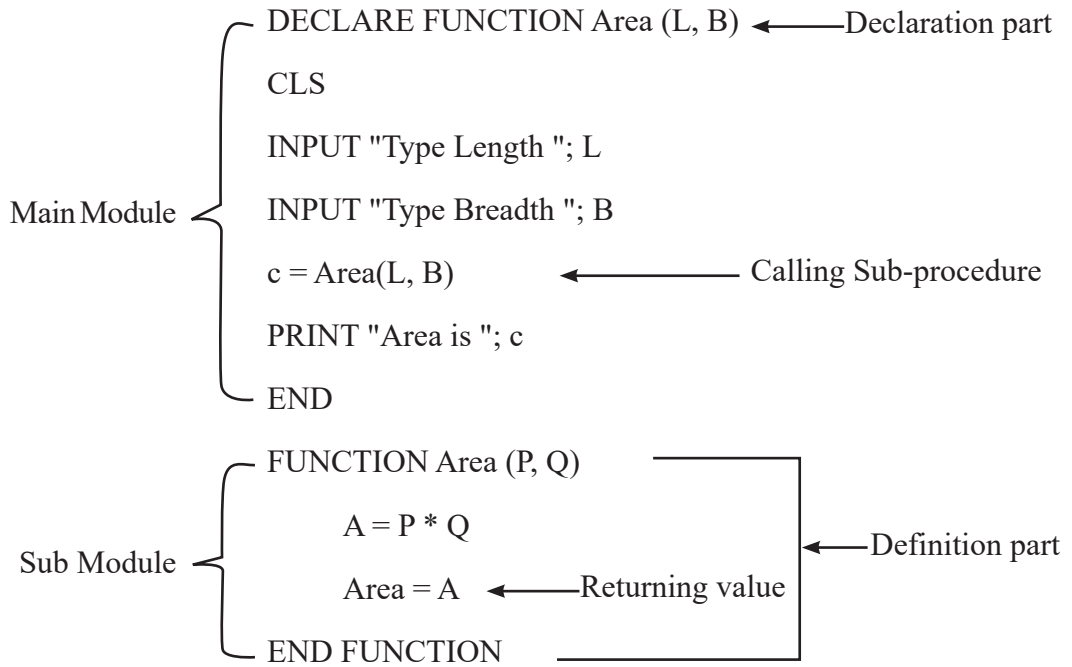 DECLARE FUNCTION Area (L, B) Declaration part
CLS
INPUT "Type Length "; L
Main Module
INPUT "Type Breadth "; B
c = Area(L, B) Calling Sub-procedure
PRINT "Area is "; c
END
FUNCTION Area (P, Q)
A = P * Q
Sub Module
Definition part
Area = A Returning value
END FUNCTION